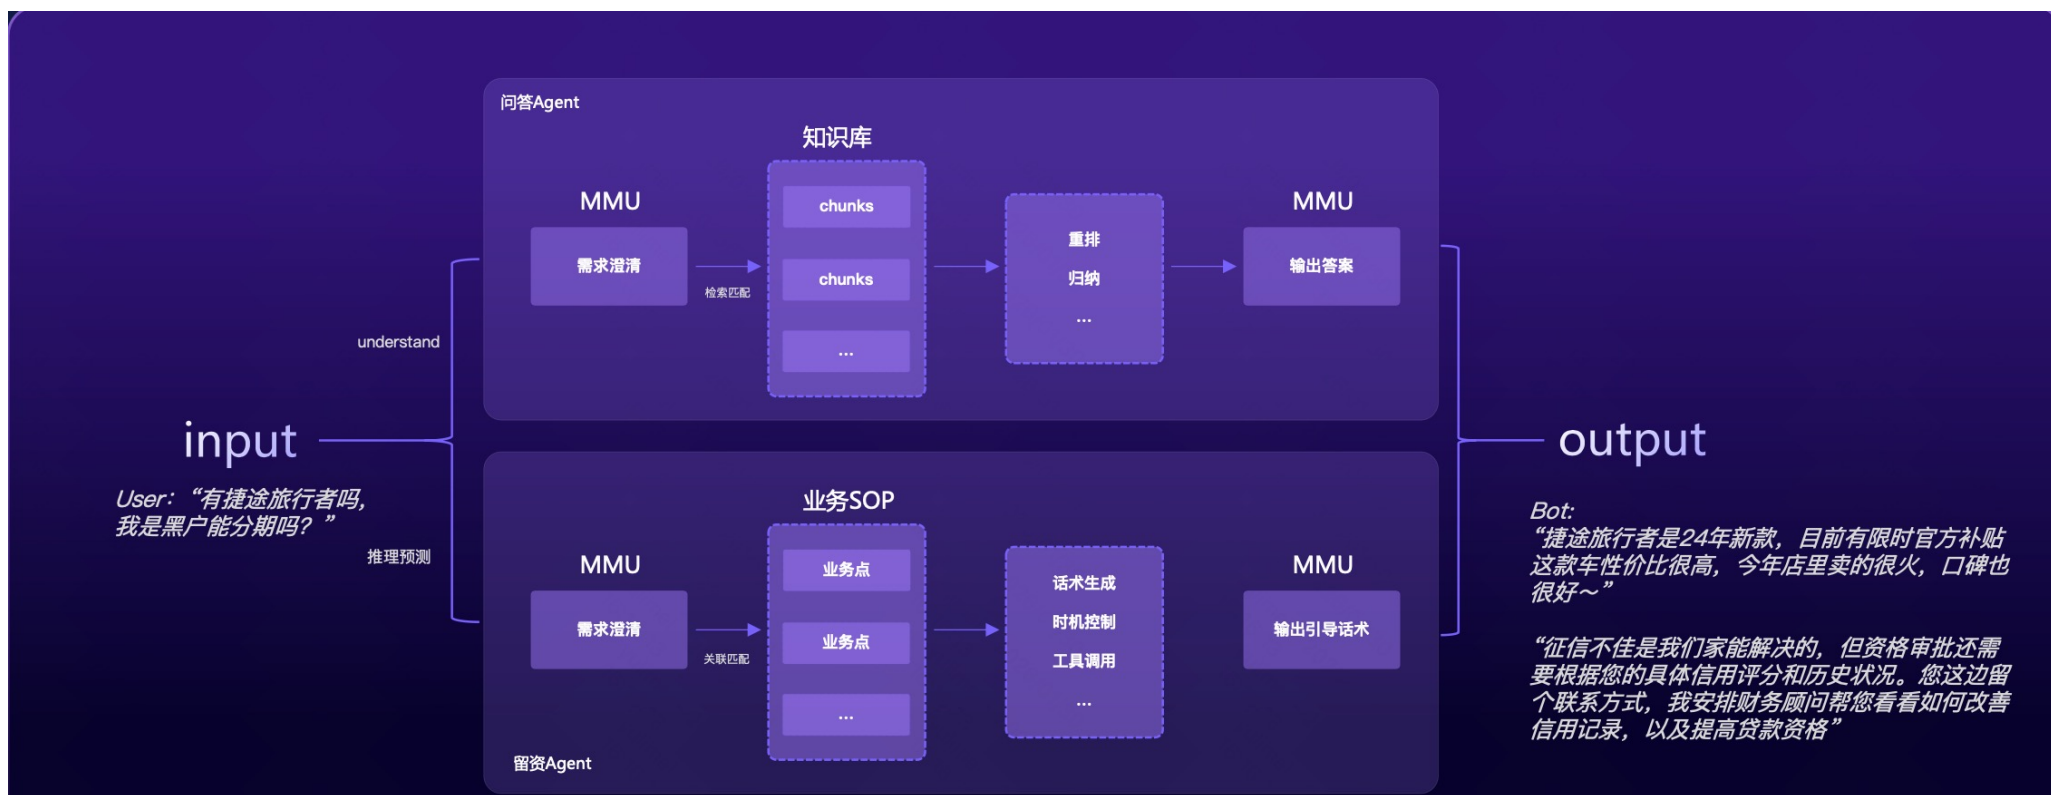 问答Agent
知识库
MMU
需求澄清
检索匹配
chunks
chunks
...
重排
归纳
...
MMU
输出答案
understand
input
User：“有捷途旅行者吗，
我是黑户能分期吗？”
推理预测
业务SOP
MMU
需求澄清
关联匹配
业务点
业务点
...
话术生成
时机控制
工具调用
...
MMU
输出引导话术
留资Agent
output
Bot:
“捷途旅行者是24年新款，目前有限时官方补贴
这款车性价比很高，今年店里卖的很火，口碑也
很好～”
“征信不佳是我们家能解决的，但资格审批还需
要根据您的具体信用评分和历史状况。您这边留
个联系方式，我安排财务顾问帮您看看如何改善
信用记录，以及提高贷款资格”